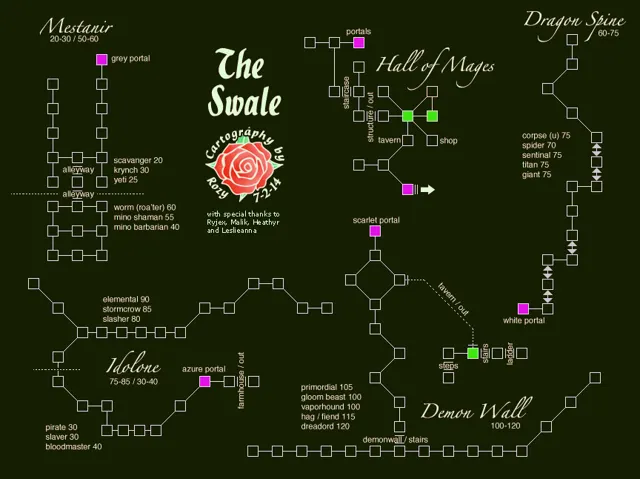 Mestanir
20-30 / 50-60
grey portal
scavanger 20
krynch 30
yeti 25
alleyway
alleyway
worm (roa'ter) 60
mino shaman 55
mino barbarian 40
The
Swale
Cartography by
Rozy 7-2-14
with special thanks to
Ryjex, Malik, Heathyr
and Leslieanna
portals
Hall of Mages
staircase
structure / out
tavern
shop
Dragon Spine
60-75
corpse (u) 75
spider 70
sentinal 75
titan 75
giant 75
white portal
scarlet portal
tavern / out
steps
stairs
ladder
elemental 90
stormcrow 85
slasher 80
Idolone
75-85 / 30-40
azure portal
farmhouse / out
pirate 30
slaver 30
bloodmaster 40
primordial 105
gloom beast 100
vaporhound 100
hag / fiend 115
dreadord 120
Demon Wall
100-120
demonwall / stairs